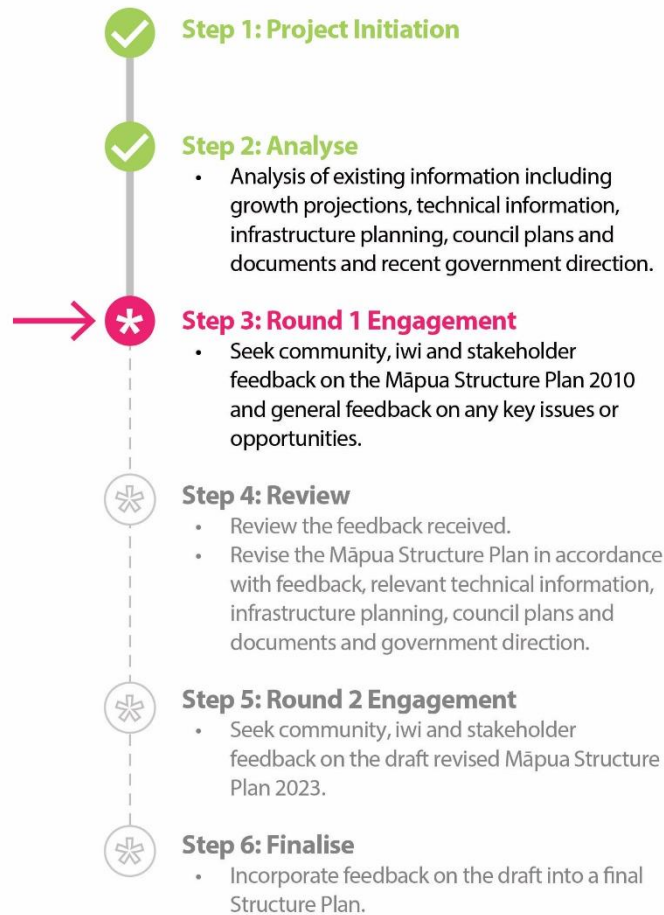 Step 1: Project Initiation
Step 2: Analyse
• Analysis of existing information including
growth projections, technical information,
infrastructure planning, council plans and
documents and recent government direction.
Step 3: Round 1 Engagement
• Seek community, iwi and stakeholder
feedback on the Māpua Structure Plan 2010
and general feedback on any key issues or
opportunities.
Step 4: Review
• Review the feedback received.
• Revise the Māpua Structure Plan in accordance
with feedback, relevant technical information,
infrastructure planning, council plans and
documents and government direction.
Step 5: Round 2 Engagement
• Seek community, iwi and stakeholder
feedback on the draft revised Māpua Structure
Plan 2023.
Step 6: Finalise
• Incorporate feedback on the draft into a final
Structure Plan.